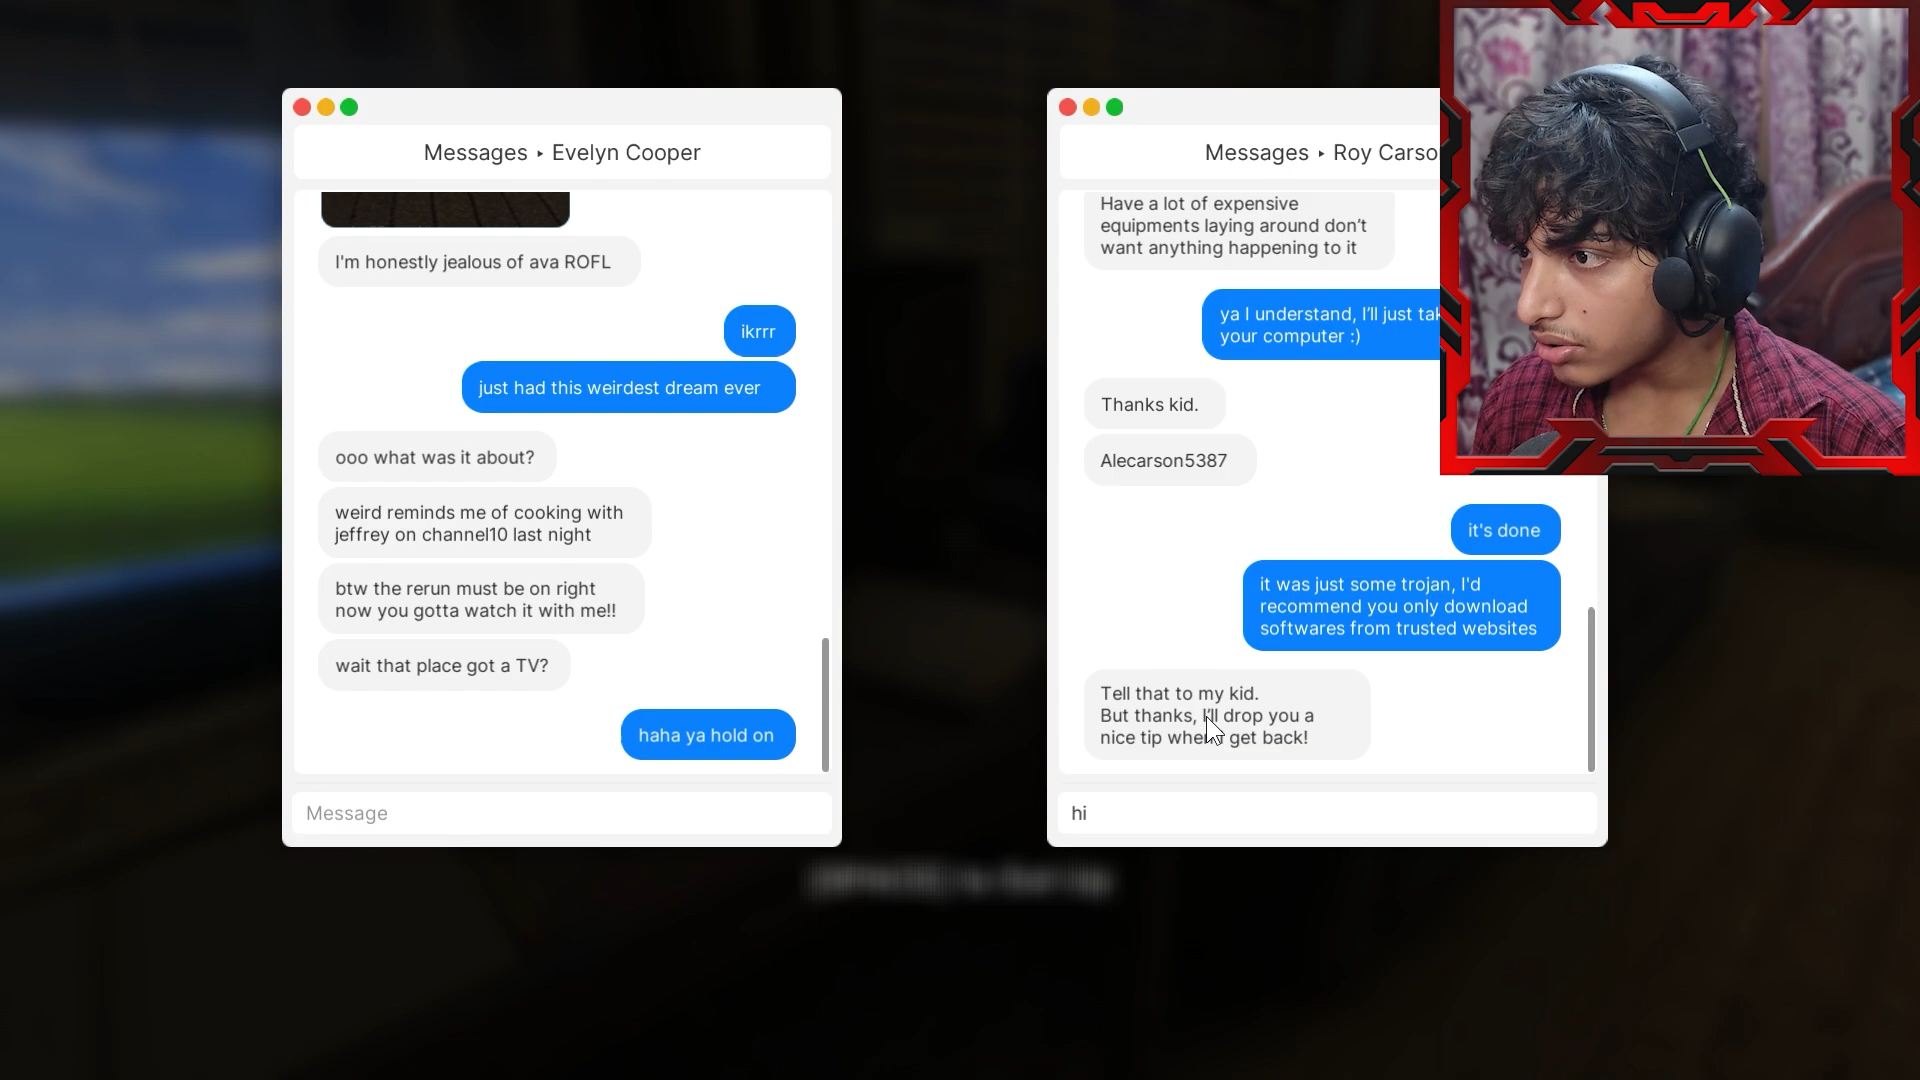 Messages ▸ Evelyn Cooper
I'm honestly jealous of ava ROFL
ikrrr
just had this weirdest dream ever
ooo what was it about?
weird reminds me of cooking with
jeffrey on channel10 last night
btw the rerun must be on right
now you gotta watch it with me!!
wait that place got a TV?
haha ya hold on
Message
Messages ▸ Roy Carso
Have a lot of expensive
equipments laying around don't
want anything happening to it
ya I understand, I'll just
your computer :)
Thanks kid.
Alecarson5387
it's done
it was just some trojan, I'd
recommend you only download
softwares from trusted websites
Tell that to my kid.
But thanks, I'll drop you a
nice tip when get back!
hi